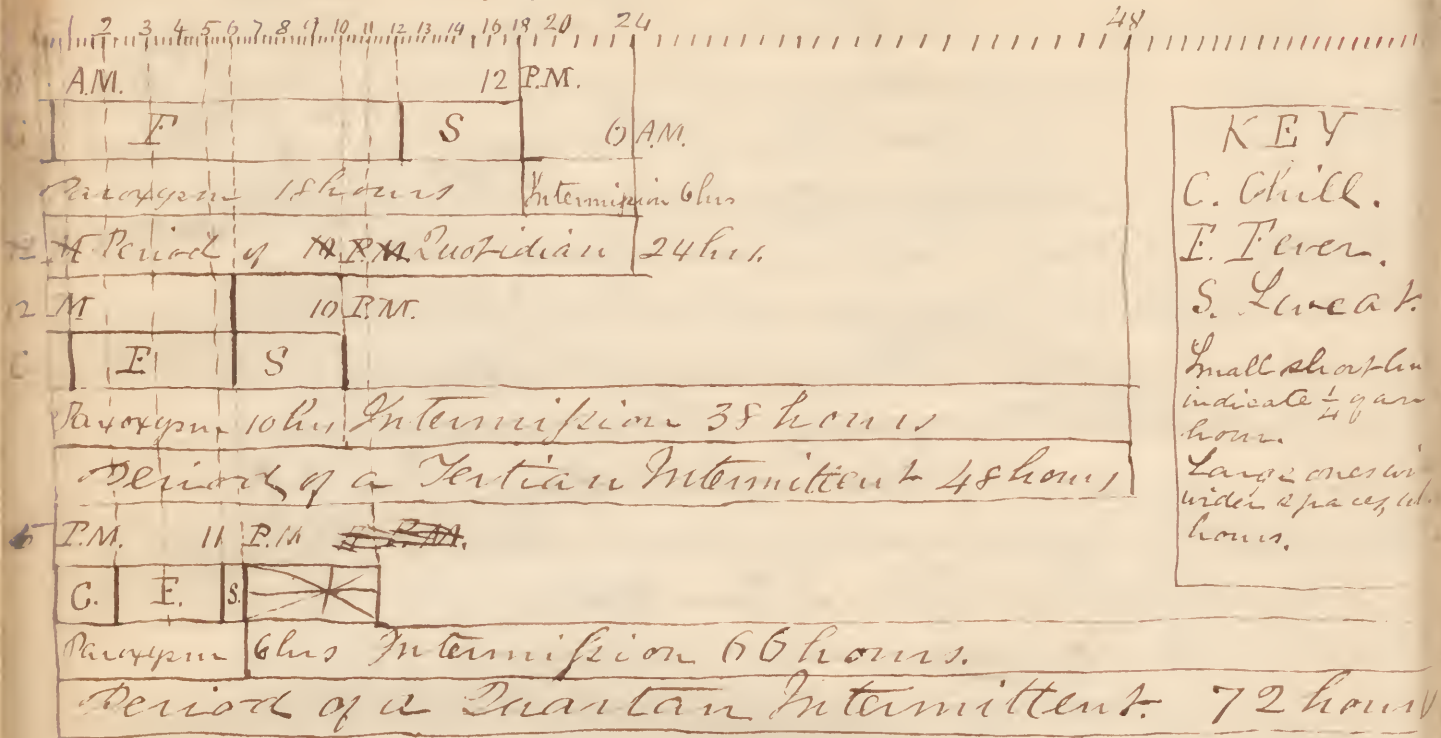 2 3 4 5 6 7 8 9 10 11 12 13 14 16 18 20 24 48
A.M. 12 P.M.
C F S 6 A.M.
Paroxysm 18 hours Intermission 6 hrs
A Period of Quotidian 24 hrs.
12 M 10 P.M.
C F S
Paroxysm 10 hrs Intermission 38 hours
Period of a Tertian Intermittent 48 hours
5 P.M. 11 P.M.
C. F. S.
Paroxysm 6 hrs Intermission 66 hours.
Period of a Quartan Intermittent. 72 hours
KEY
C. Chill.
F. Fever.
S. Sweat.
Small short lin
indicate 1/4 of an
hour.
Large ones wi
wider spaces,
hours.